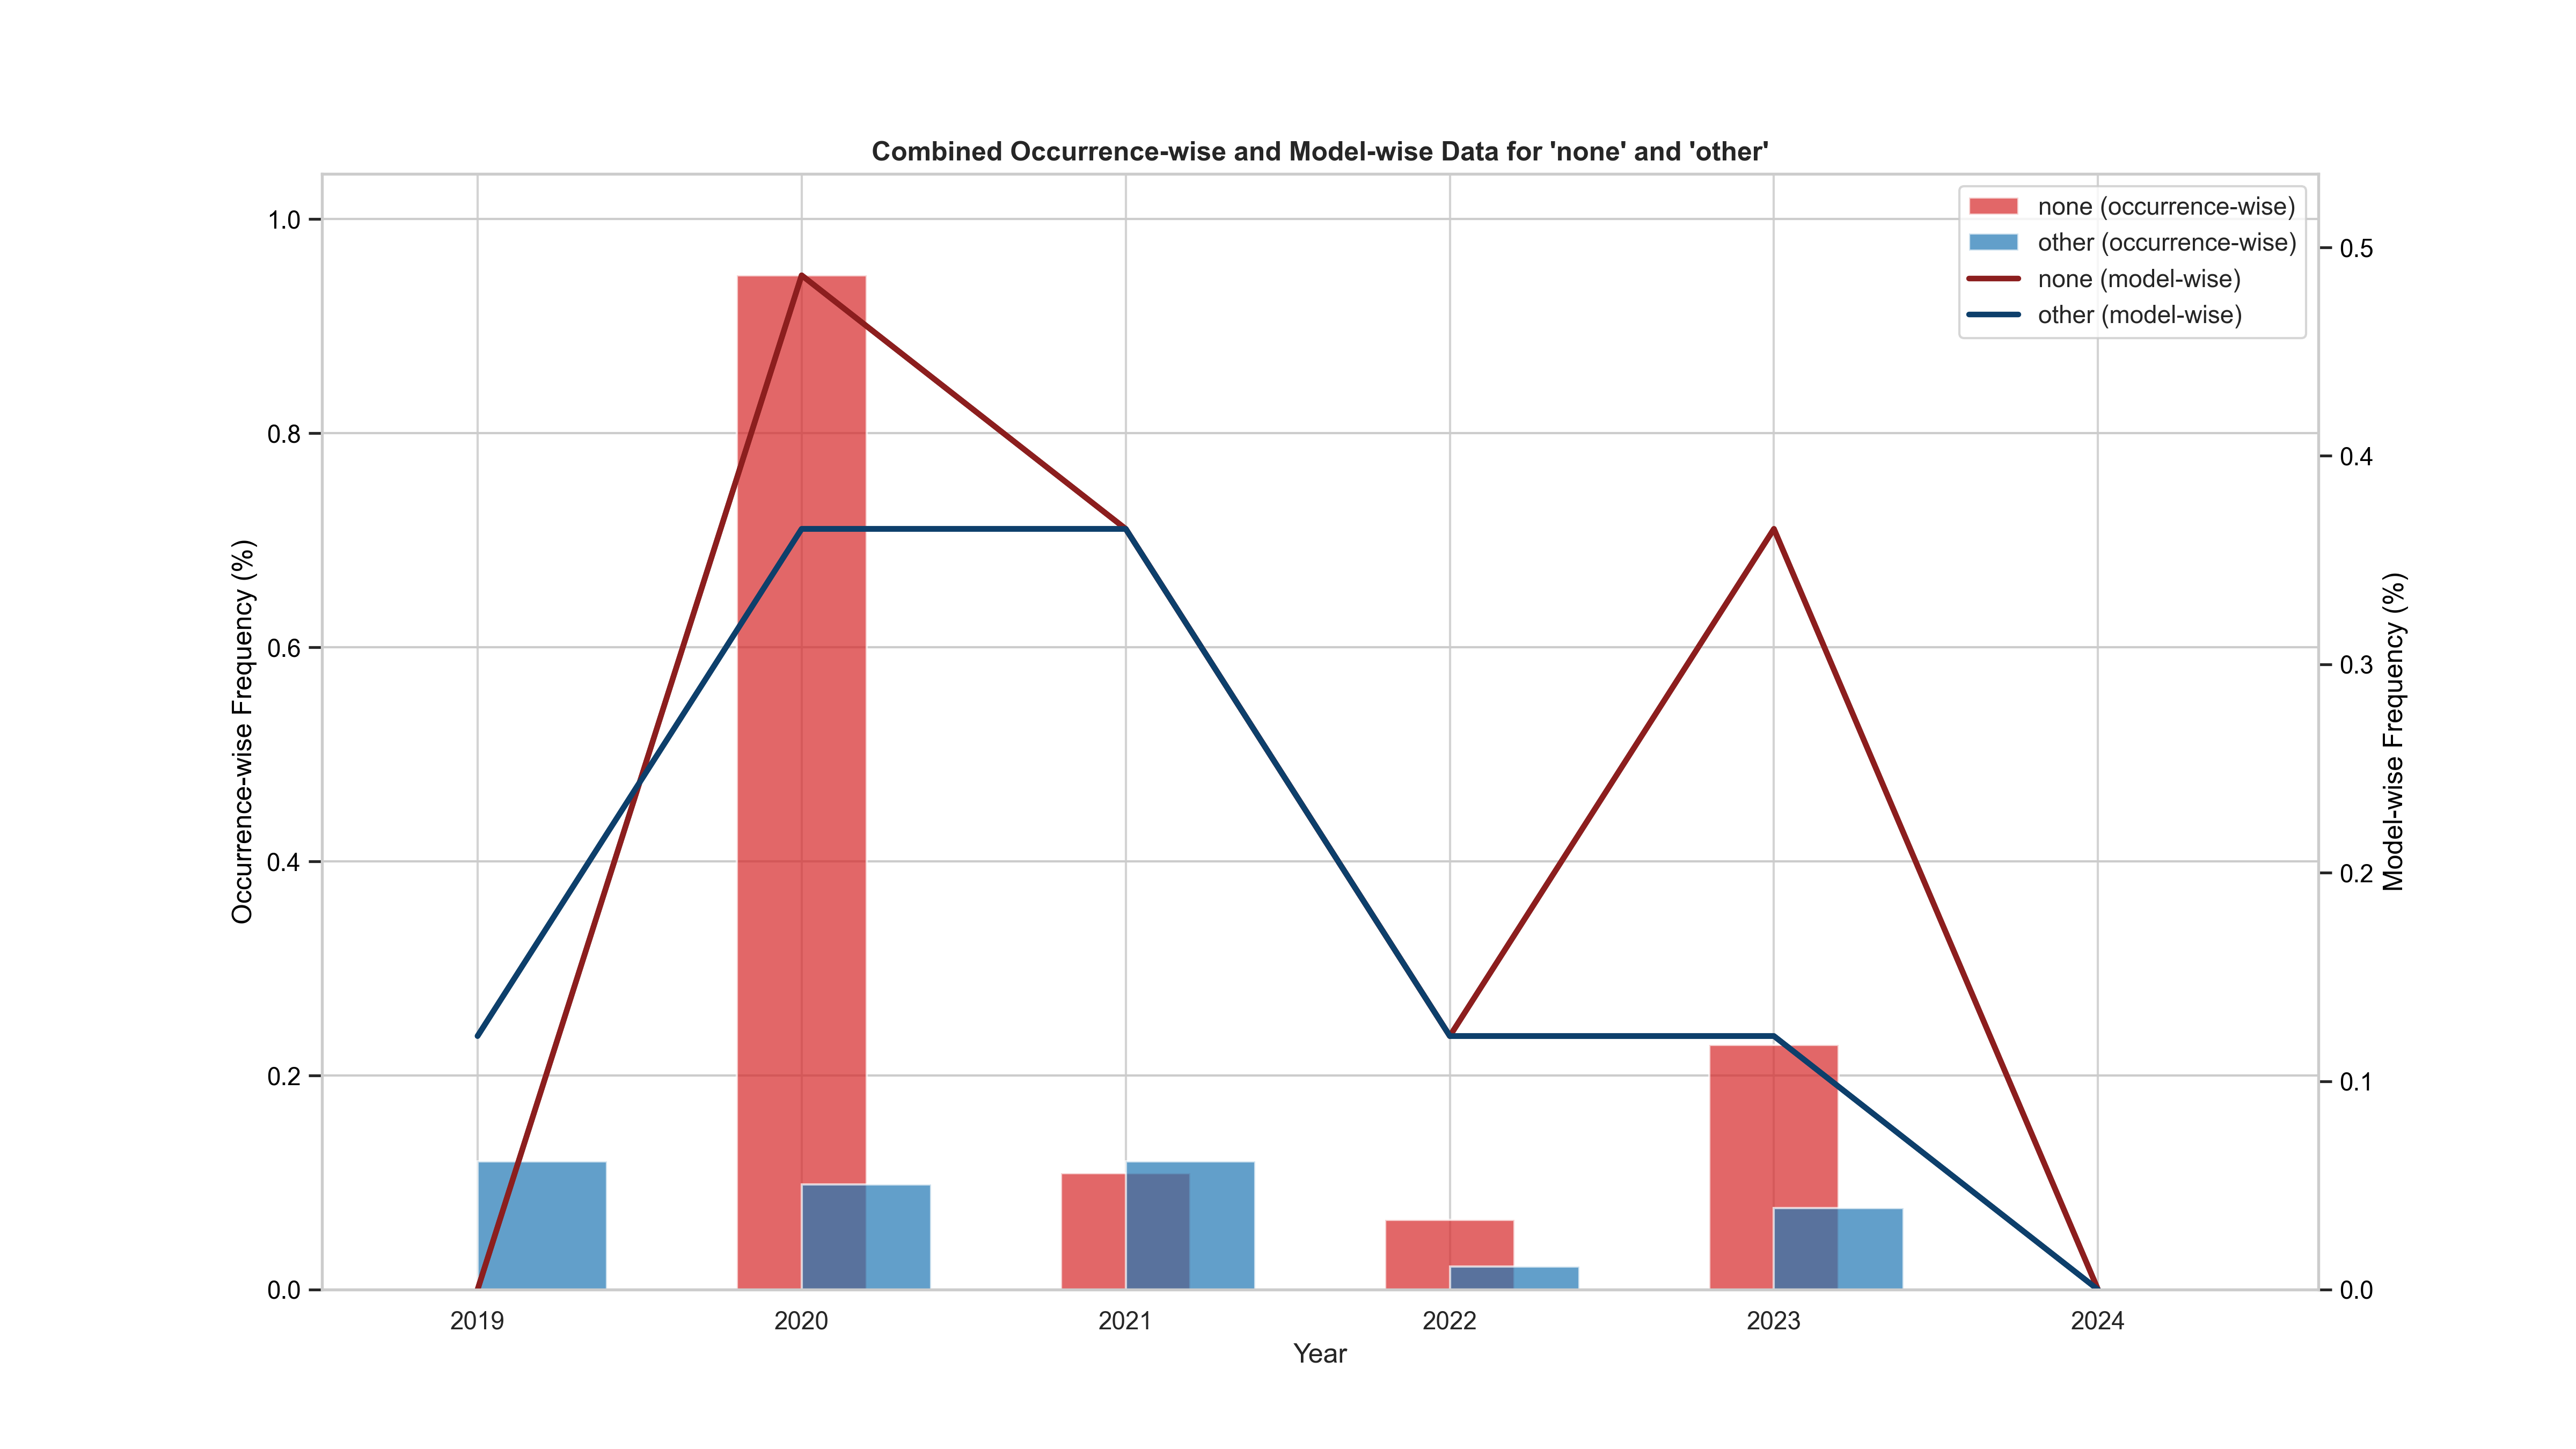 Combined Occurrence-wise and Model-wise Data for 'none' and 'other'
none (occurrence-wise)
other (occurrence-wise)
none (model-wise)
other (model-wise)
Occurrence-wise Frequency (%)
1.0
0.8
0.6
0.4
0.2
0.0
0.5
0.4
0.3
0.2
0.1
0.0
Model-wise Frequency (%)
2019 2020 2021 2022 2023 2024
Year